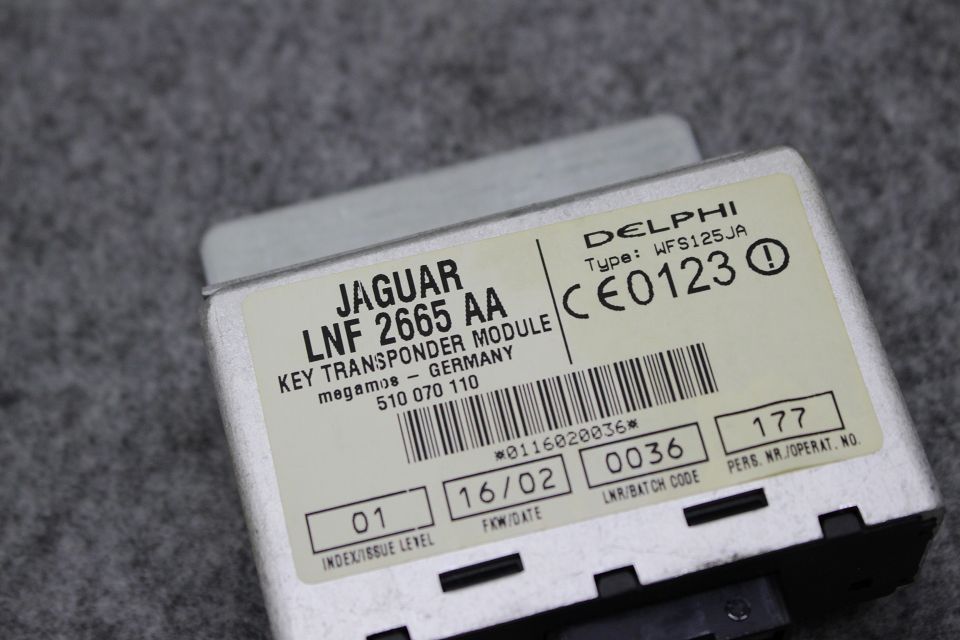 JAGUAR
LNF 2665 AA
KEY TRANSPONDER MODULE
megamos – GERMANY
510 070 110
DELPHI
Type: WFS125JA
CE0123 !
*0116020036*
01
INDEX/ISSUE LEVEL
16/02
FKW/DATE
0036
LNR/BATCH CODE
177
PERS. NR./OPERAT. NO.